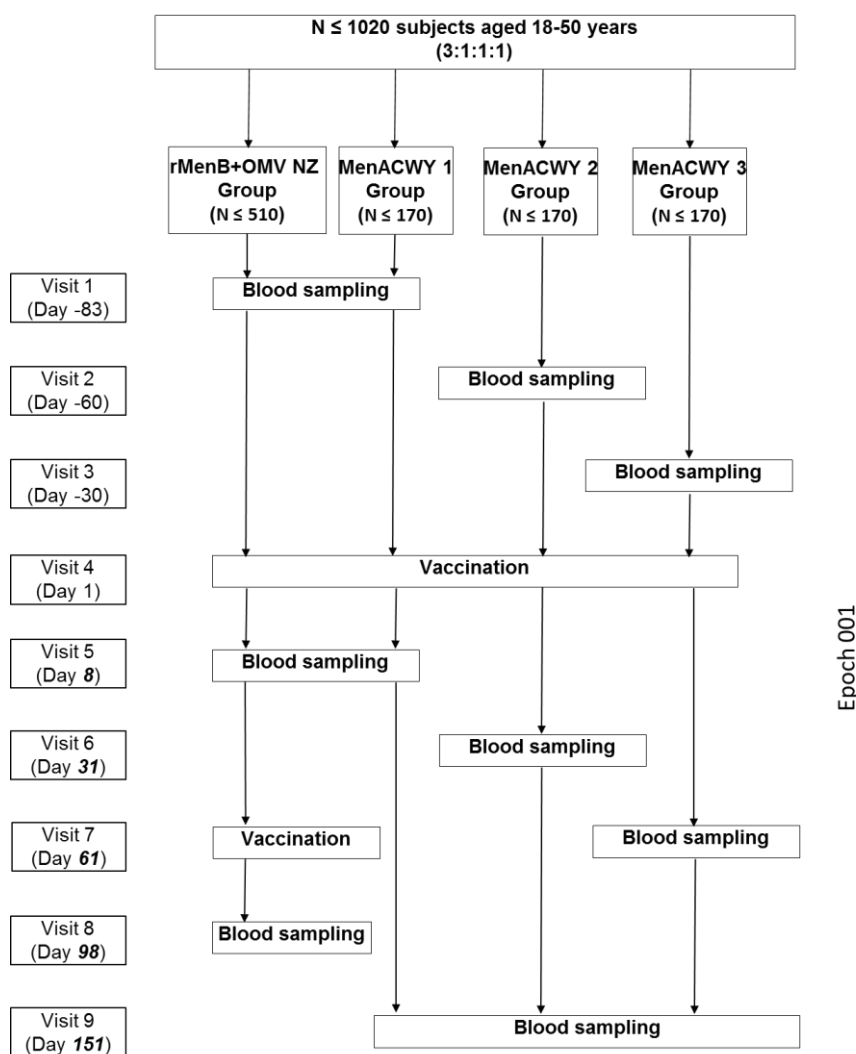 N ≤ 1020 subjects aged 18-50 years
(3:1:1:1)
rMenB+OMV NZ
Group
(N ≤ 510)
MenACWY 1
Group
(N ≤ 170)
MenACWY 2
Group
(N ≤ 170)
MenACWY 3
Group
(N ≤ 170)
Visit 1
(Day -83)
Blood sampling
Visit 2
(Day -60)
Blood sampling
Visit 3
(Day -30)
Blood sampling
Visit 4
(Day 1)
Vaccination
Visit 5
(Day 8)
Blood sampling
Visit 6
(Day 31)
Blood sampling
Visit 7
(Day 61)
Vaccination
Blood sampling
Visit 8
(Day 98)
Blood sampling
Visit 9
(Day 151)
Blood sampling
Epoch 001